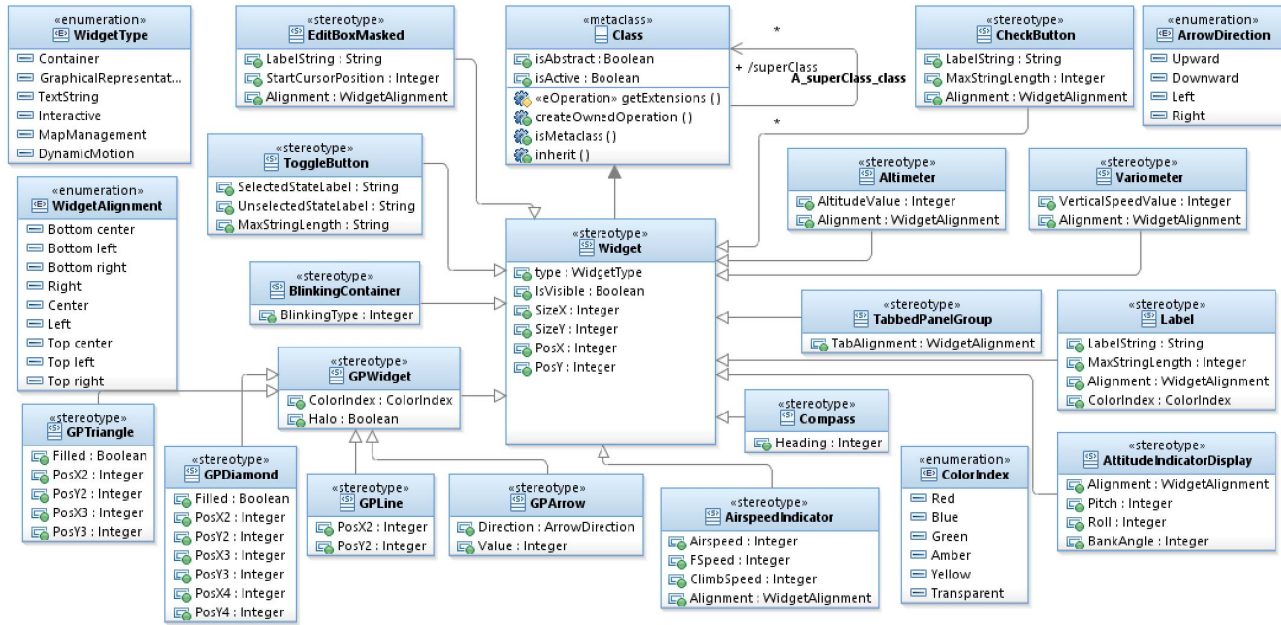 «enumeration»
WidgetType
Container
GraphicalRepresentat...
TextString
Interactive
MapManagement
DynamicMotion
«stereotype»
EditBoxMasked
LabelString : String
StartCursorPosition : Integer
Alignment : WidgetAlignment
«metaclass»
Class
isAbstract : Boolean
isActive : Boolean
«eOperation» getExtensions ( )
createOwnedOperation ( )
isMetaclass ( )
inherit ( )
*
+ /superClass
A_superClass_class
*
«stereotype»
CheckButton
LabelString : String
MaxStringLength : Integer
Alignment : WidgetAlignment
«enumeration»
ArrowDirection
Upward
Downward
Left
Right
«stereotype»
ToggleButton
SelectedStateLabel : String
UnselectedStateLabel : String
MaxStringLength : String
«stereotype»
Altimeter
AltitudeValue : Integer
Alignment : WidgetAlignment
«stereotype»
Variometer
VerticalSpeedValue : Integer
Alignment : WidgetAlignment
«enumeration»
WidgetAlignment
Bottom center
Bottom left
Bottom right
Right
Center
Left
Top center
Top left
Top right
«stereotype»
Widget
type : WidgetType
IsVisible : Boolean
SizeX : Integer
SizeY : Integer
PosX : Integer
PosY : Integer
«stereotype»
BlinkingContainer
BlinkingType : Integer
«stereotype»
TabbedPanelGroup
TabAlignment : WidgetAlignment
«stereotype»
Label
LabelString : String
MaxStringLength : Integer
Alignment : WidgetAlignment
ColorIndex : ColorIndex
«stereotype»
GPWidget
ColorIndex : ColorIndex
Halo : Boolean
«stereotype»
Compass
Heading : Integer
«stereotype»
GPTriangle
Filled : Boolean
PosX2 : Integer
PosY2 : Integer
PosX3 : Integer
PosY3 : Integer
«stereotype»
GPDiamond
Filled : Boolean
PosX2 : Integer
PosY2 : Integer
PosX3 : Integer
PosY3 : Integer
PosX4 : Integer
PosY4 : Integer
«stereotype»
GPLine
PosX2 : Integer
PosY2 : Integer
«stereotype»
GPArrow
Direction : ArrowDirection
Value : Integer
«stereotype»
AirspeedIndicator
Airspeed : Integer
FSpeed : Integer
ClimbSpeed : Integer
Alignment : WidgetAlignment
«enumeration»
ColorIndex
Red
Blue
Green
Amber
Yellow
Transparent
«stereotype»
AttitudeIndicatorDisplay
Alignment : WidgetAlignment
Pitch : Integer
Roll : Integer
BankAngle : Integer